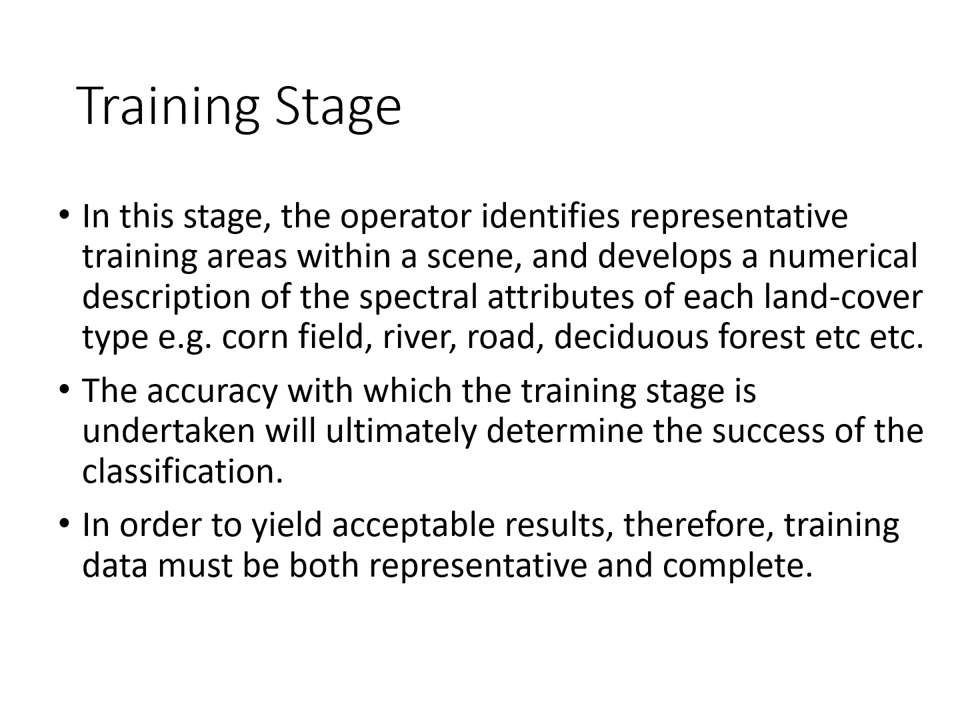 Training Stage
• In this stage, the operator identifies representative
training areas within a scene, and develops a numerical
description of the spectral attributes of each land-cover
type e.g. corn field, river, road, deciduous forest etc etc.
• The accuracy with which the training stage is
undertaken will ultimately determine the success of the
classification.
• In order to yield acceptable results, therefore, training
data must be both representative and complete.